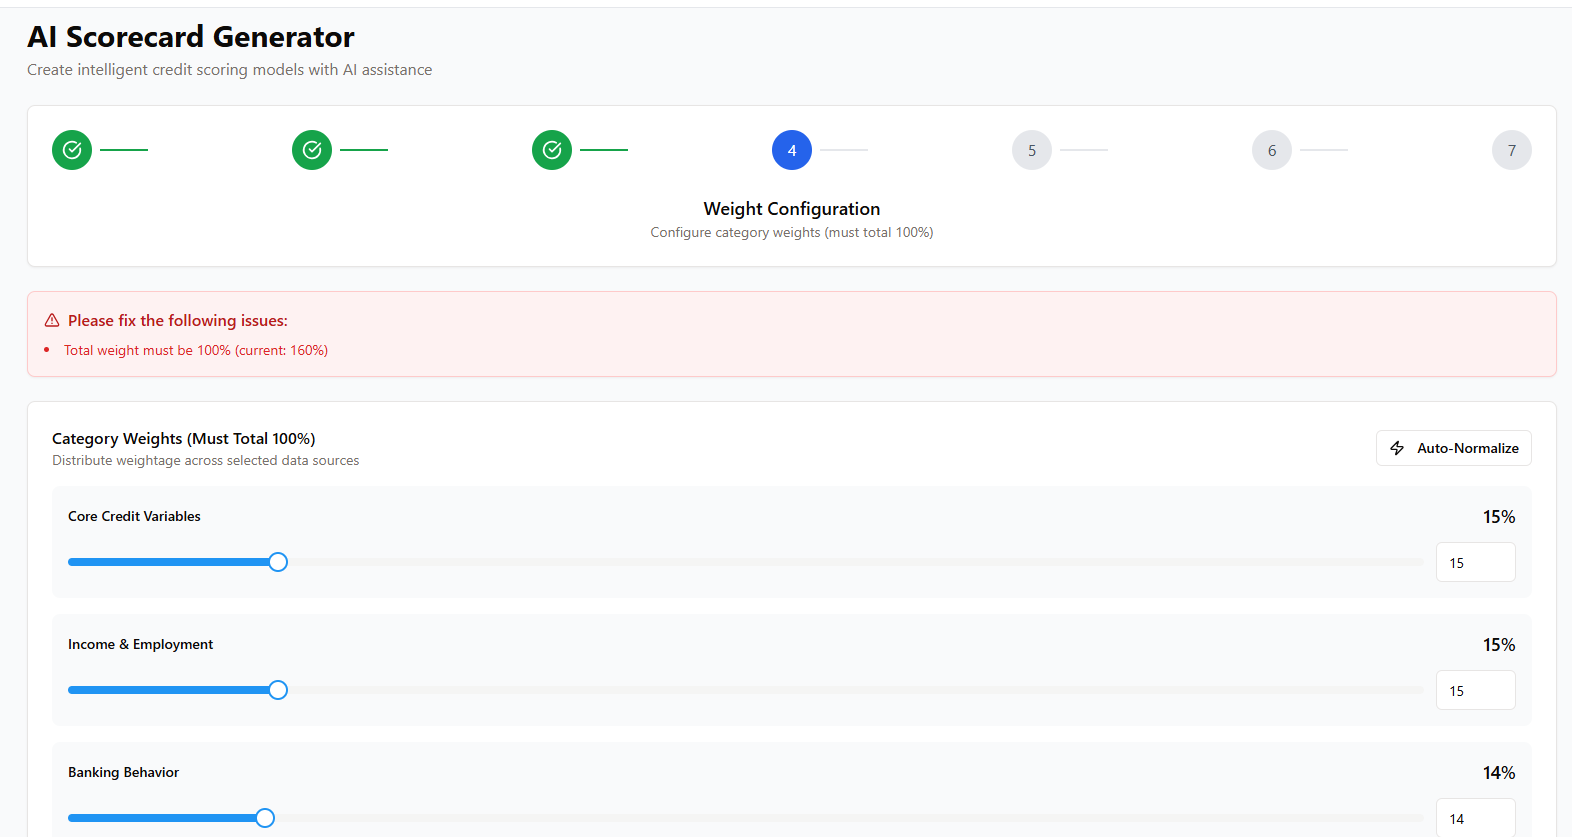 AI Scorecard Generator
Create intelligent credit scoring models with AI assistance
4
5
6
7
Weight Configuration
Configure category weights (must total 100%)
Please fix the following issues:
• Total weight must be 100% (current: 160%)
Category Weights (Must Total 100%)
Distribute weightage across selected data sources
Auto-Normalize
Core Credit Variables
15%
15
Income & Employment
15%
15
Banking Behavior
14%
14